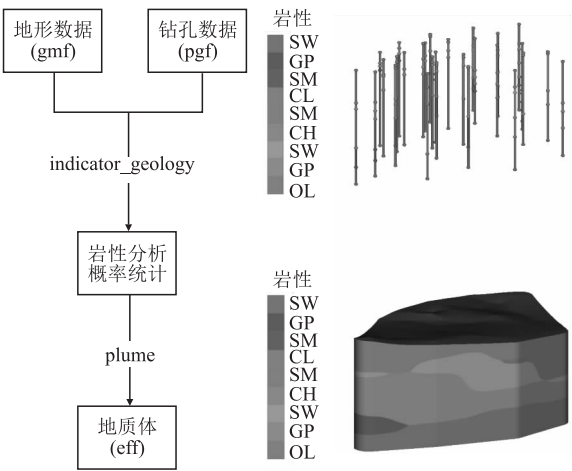 地形数据
(gmf)
钻孔数据
(pgf)
indicator_geology
岩性分析
概率统计
plume
地质体
(eff)
岩性
SW
GP
SM
CL
SM
CH
SW
GP
OL
岩性
SW
GP
SM
CL
SM
CH
SW
GP
OL